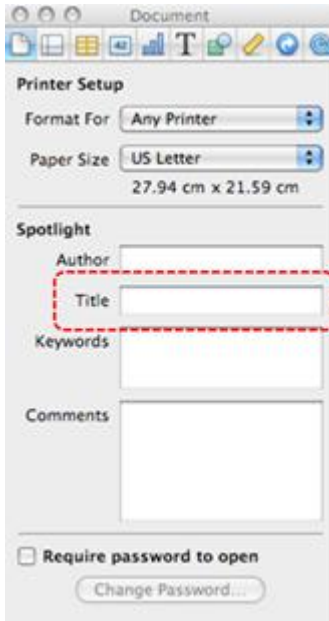 Document
42 T
Printer Setup
Format For Any Printer
Paper Size US Letter
27.94 cm x 21.59 cm
Spotlight
Author
Title
Keywords
Comments
Require password to open
Change Password...